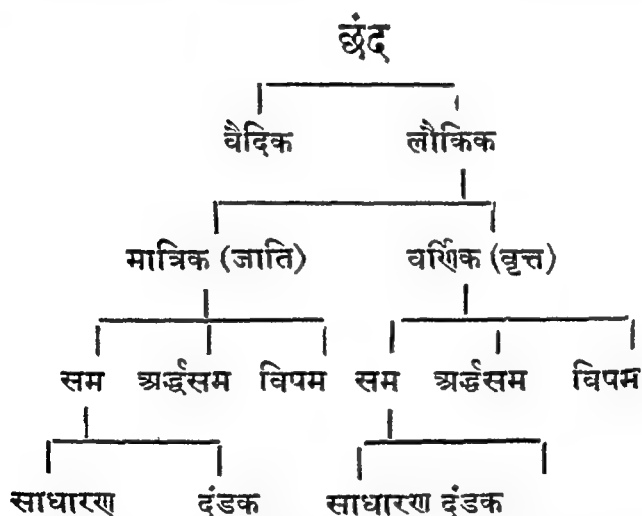 छंद
वैदिक लौकिक
मात्रिक (जाति) वर्णिक (वृत्त)
सम अर्द्धसम विषम सम अर्द्धसम विषम
साधारण दंडक साधारण दंडक